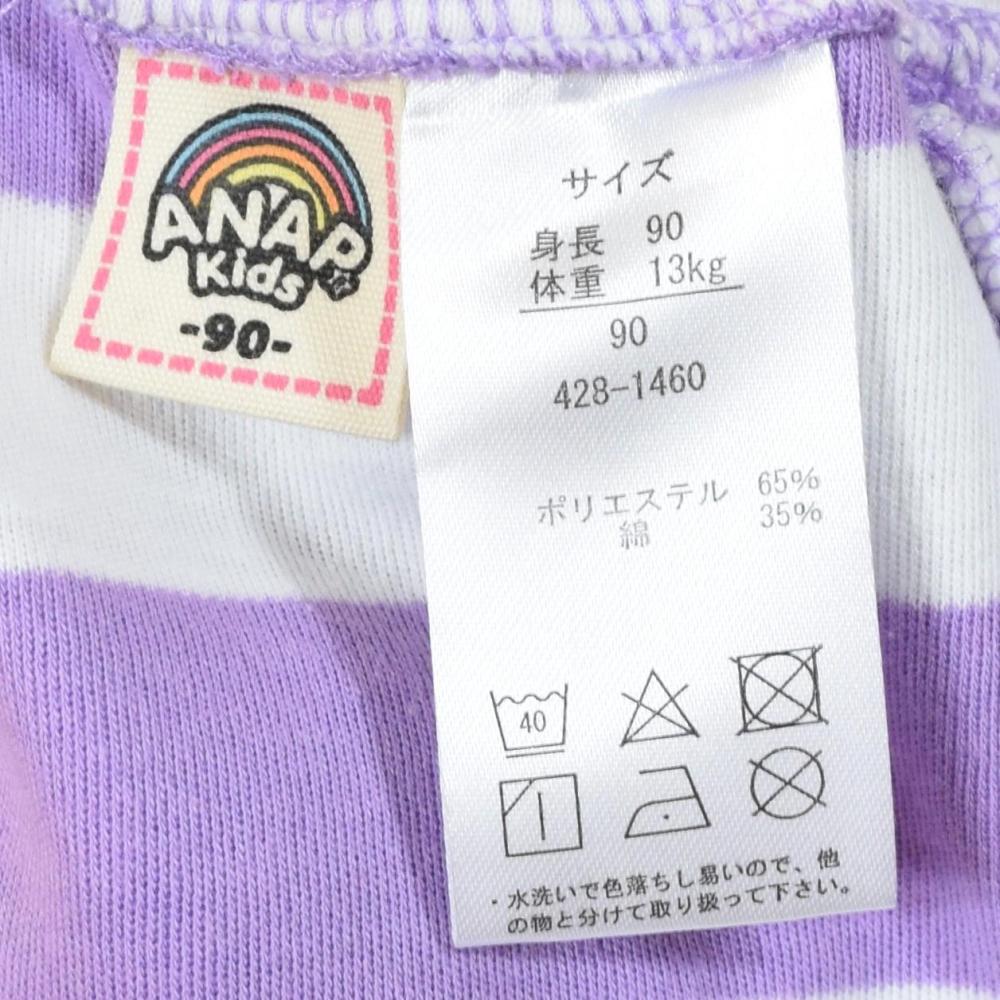 ANAP
Kids
-90-
サイズ
身長 90
体重 13kg
90
428-1460
ポリエステル 65%
綿 35%
40
・水洗いで色落ちし易いので、他
の物と分けて取り扱って下さい。